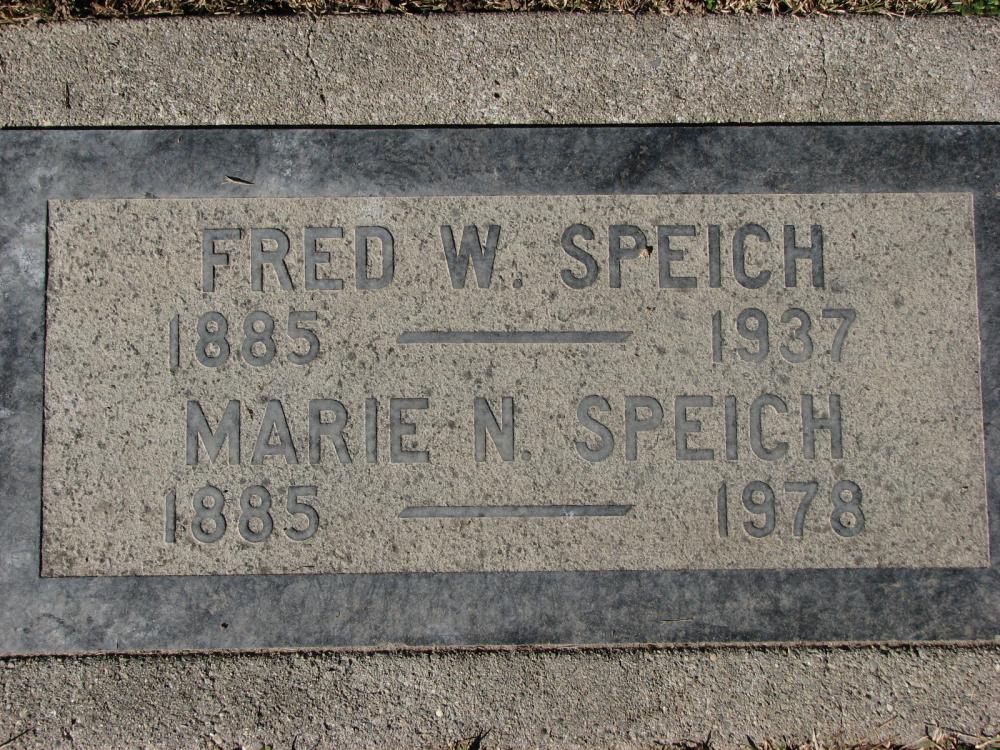 FRED W. SPEICH
1885 — 1937
MARIE N. SPEICH
1885 — 1978